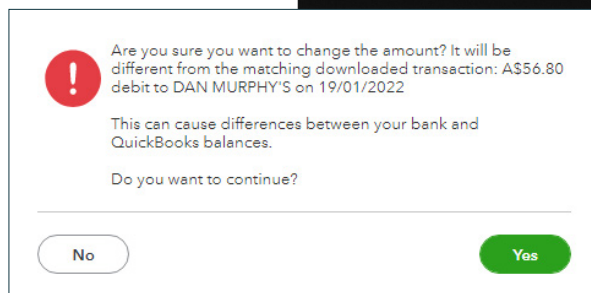 Are you sure you want to change the amount? It will be
different from the matching downloaded transaction: A$56.80
debit to DAN MURPHY'S on 19/01/2022
This can cause differences between your bank and
QuickBooks balances.
Do you want to continue?
No
Yes